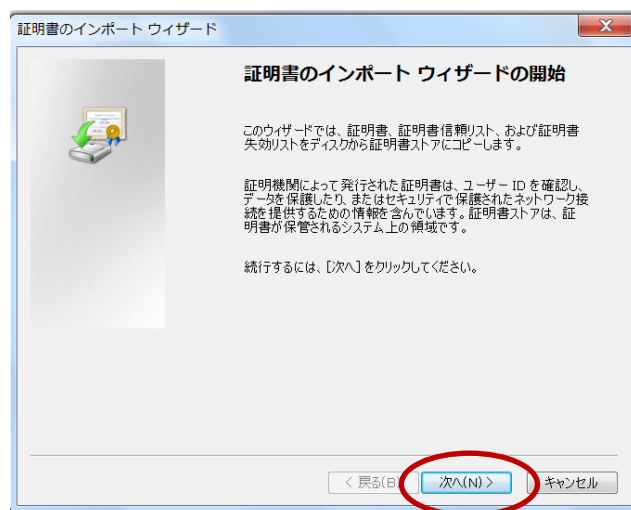 証明書のインポート ウィザード
証明書のインポート ウィザードの開始
このウィザードでは、証明書、証明書信頼リスト、および証明書
失効リストをディスクから証明書ストアにコピーします。
証明機関によって発行された証明書は、ユーザー ID を確認し、
データを保護したり、またはセキュリティで保護されたネットワーク接
続を提供するための情報を含んでいます。証明書ストアは、証
明書が保管されるシステム上の領域です。
続行するには、[次へ] をクリックしてください。
< 戻る(B) 次へ(N) > キャンセル